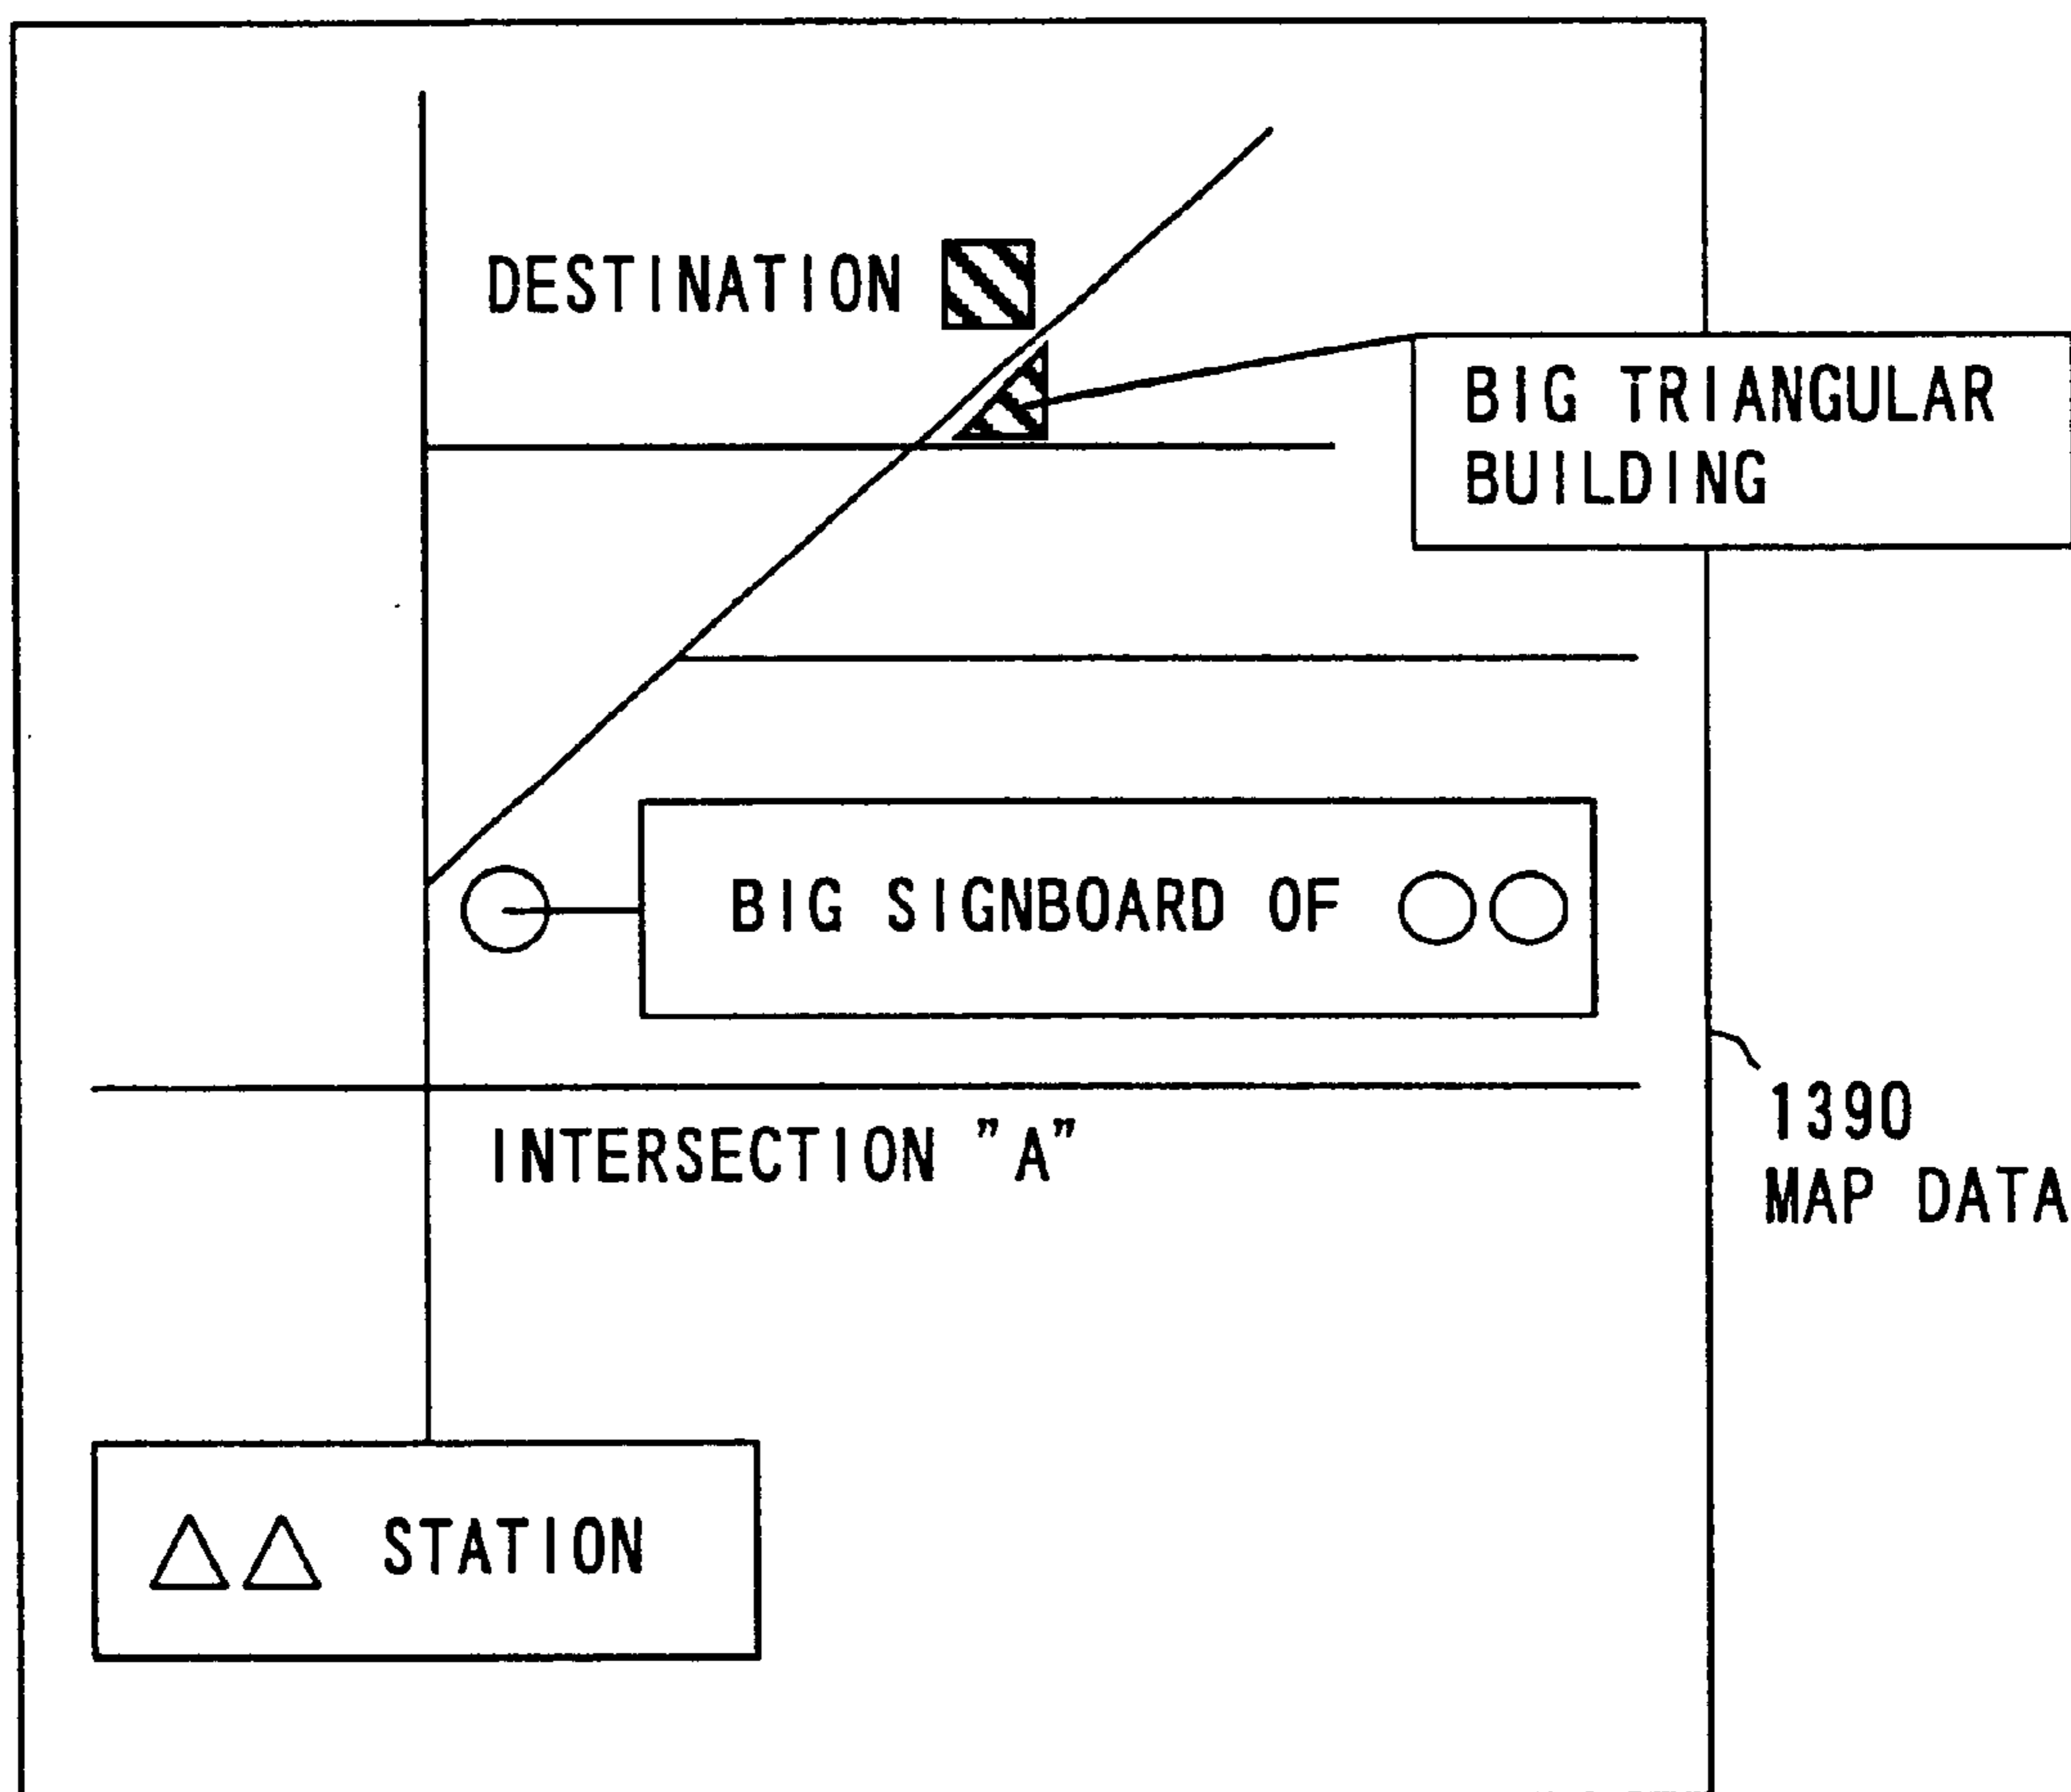 DESTINATION
BIG TRIANGULAR
BUILDING
BIG SIGNBOARD OF ○○
INTERSECTION "A"
1390
MAP DATA
△△ STATION